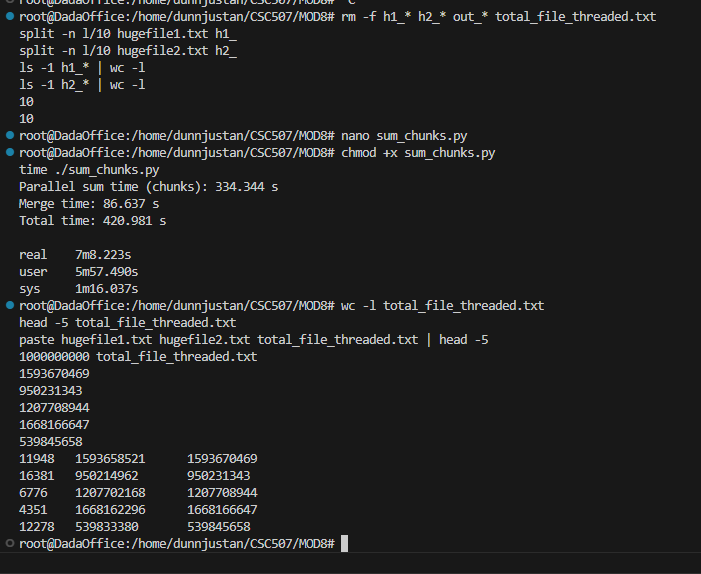 root@DadaOffice:/home/dunnjustan/CSC507/MOD8# ^C
root@DadaOffice:/home/dunnjustan/CSC507/MOD8# rm -f h1_* h2_* out_* total_file_threaded.txt
split -n l/10 hugefile1.txt h1_
split -n l/10 hugefile2.txt h2_
ls -1 h1_* | wc -l
ls -1 h2_* | wc -l
10
10
root@DadaOffice:/home/dunnjustan/CSC507/MOD8# nano sum_chunks.py
root@DadaOffice:/home/dunnjustan/CSC507/MOD8# chmod +x sum_chunks.py
time ./sum_chunks.py
Parallel sum time (chunks): 334.344 s
Merge time: 86.637 s
Total time: 420.981 s
real 7m8.223s
user 5m57.490s
sys 1m16.037s
root@DadaOffice:/home/dunnjustan/CSC507/MOD8# wc -l total_file_threaded.txt
head -5 total_file_threaded.txt
paste hugefile1.txt hugefile2.txt total_file_threaded.txt | head -5
1000000000 total_file_threaded.txt
1593670469
950231343
1207708944
1668166647
539845658
11948 1593658521 1593670469
16381 950214962 950231343
6776 1207702168 1207708944
4351 1668162296 1668166647
12278 539833380 539845658
root@DadaOffice:/home/dunnjustan/CSC507/MOD8#